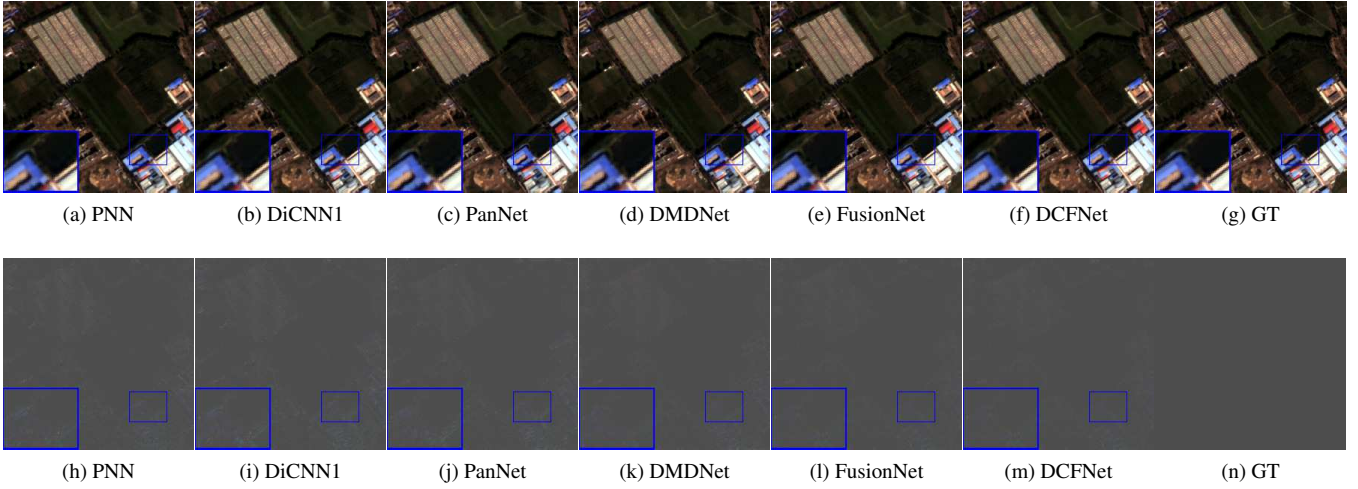 (a) PNN (b) DiCNN1 (c) PanNet (d) DMDNet (e) FusionNet (f) DCFNet (g) GT
(h) PNN (i) DiCNN1 (j) PanNet (k) DMDNet (l) FusionNet (m) DCFNet (n) GT